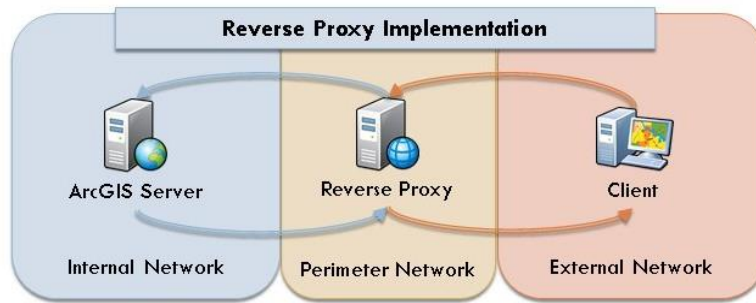 Reverse Proxy Implementation
ArcGIS Server
Reverse Proxy
Client
Internal Network
Perimeter Network
External Network